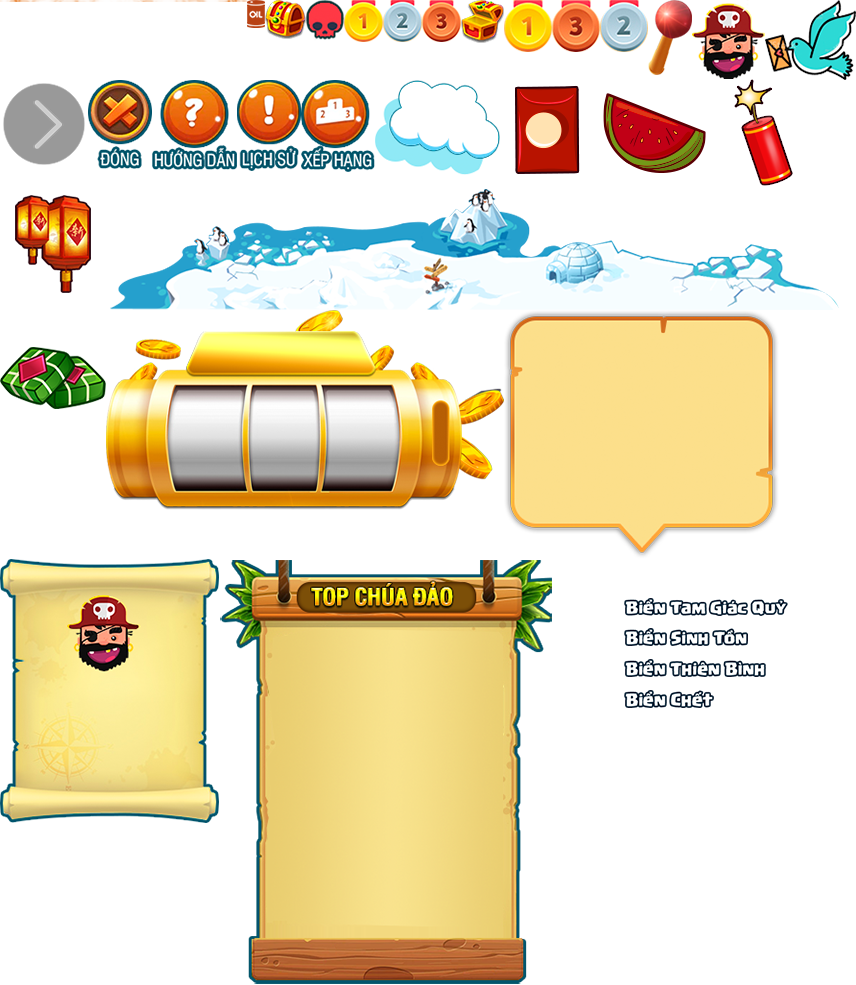 OIL
1
2
3
1
3
2
?
!
1
2
3
ĐÓNG
HƯỚNG DẪN
LỊCH SỬ
XẾP HẠNG
TOP CHÚA ĐẢO
Biển Tam Giác Quỷ
Biển Sinh Tồn
Biển Thiên Bình
Biển Chết